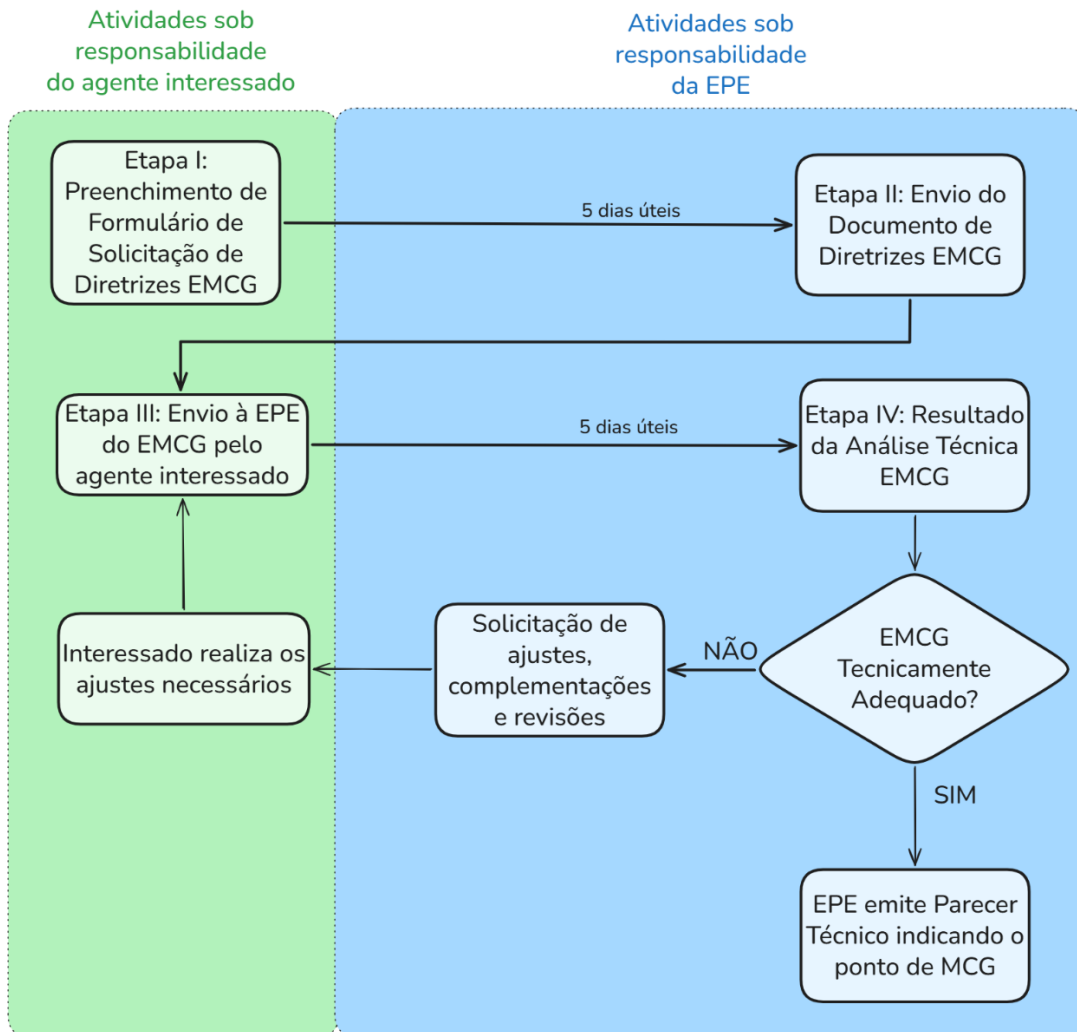 Atividades sob
responsabilidade
do agente interessado
Atividades sob
responsabilidade
da EPE
Etapa I:
Preenchimento de
Formulário de
Solicitação de
Diretrizes EMCG
5 dias úteis
Etapa II: Envio do
Documento de
Diretrizes EMCG
Etapa III: Envio à EPE
do EMCG pelo
agente interessado
5 dias úteis
Etapa IV: Resultado
da Análise Técnica
EMCG
EMCG
Tecnicamente
Adequado?
NÃO
Solicitação de
ajustes,
complementações
e revisões
Interessado realiza os
ajustes necessários
SIM
EPE emite Parecer
Técnico indicando o
ponto de MCG